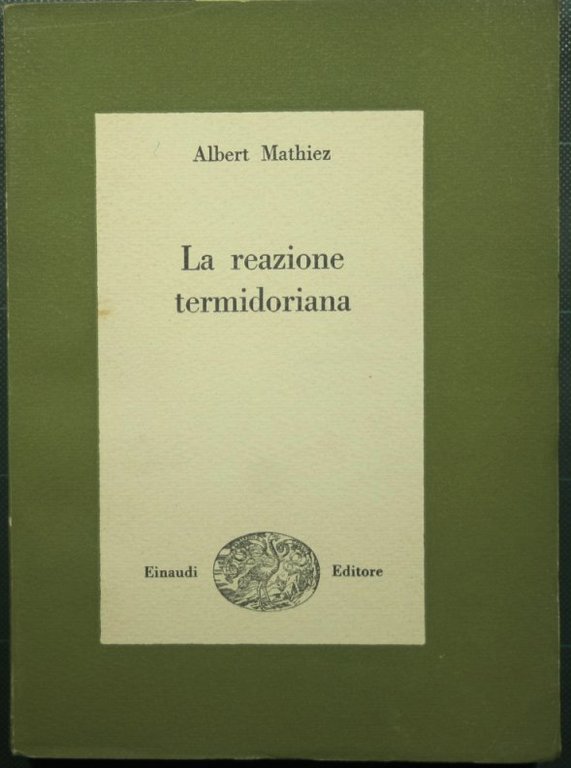 Albert Mathiez
La reazione
termidoriana
Einaudi Editore